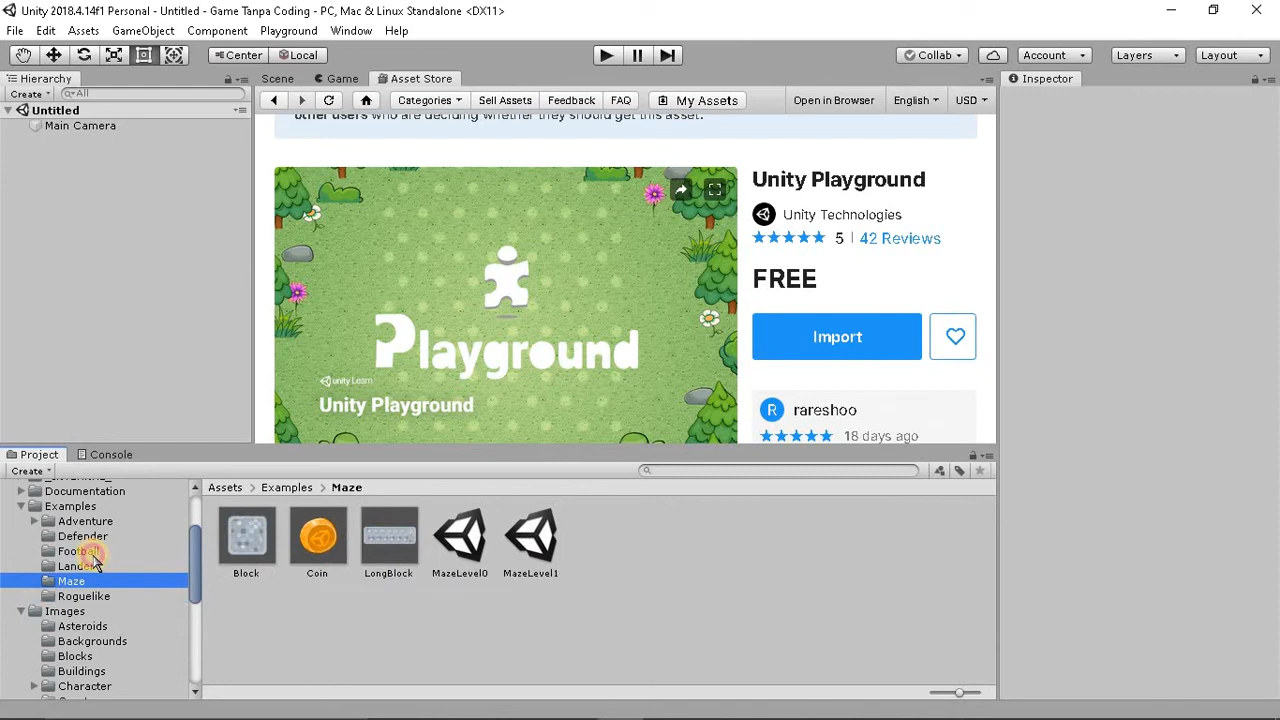 Unity 2018.4.14f1 Personal - Untitled - Game Tanpa Coding - PC, Mac & Linux Standalone <DX11>
File Edit Assets GameObject Component Playground Window Help
Center Local Collab Account Layers Layout
Hierarchy Scene Game Asset Store Inspector
Create All
Categories Sell Assets Feedback FAQ My Assets Open in Browser English USD
Untitled
Main Camera
other users who are deciding whether they should get this asset.
Playground
unity Learn
Unity Playground
Unity Playground
Unity Technologies
5 | 42 Reviews
FREE
Import
R rareshoo
18 days ago
Project Console
Create
Documentation
Examples
Adventure
Defender
Football
Lander
Maze
Roguelike
Images
Asteroids
Backgrounds
Blocks
Buildings
Character
Assets Examples Maze
Block Coin LongBlock MazeLevel0 MazeLevel1